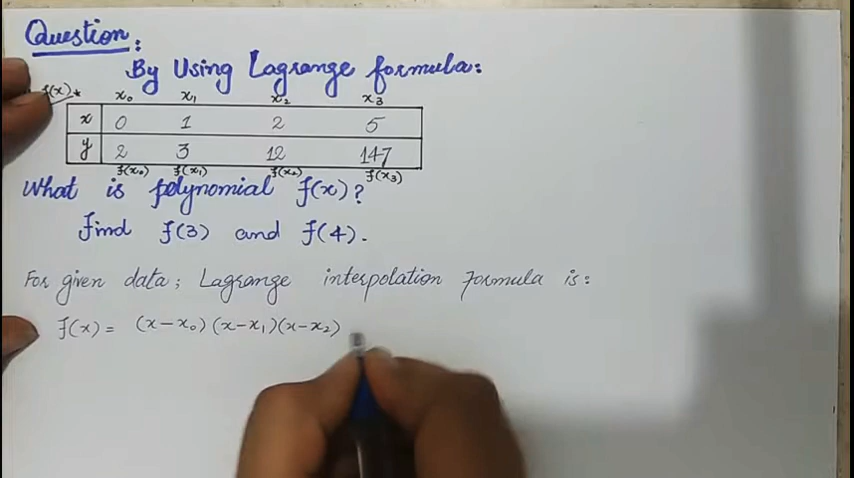 Question:
By Using Lagrange formula:
f(x)* x₀ x₁ x₂ x₃
x 0 1 2 5
y 2 3 12 147
f(x₀) f(x₁) f(x₂) f(x₃)
What is polynomial f(x)?
find f(3) and f(4).
For given data; Lagrange interpolation formula is:
f(x) = (x-x₀)(x-x₁)(x-x₂)